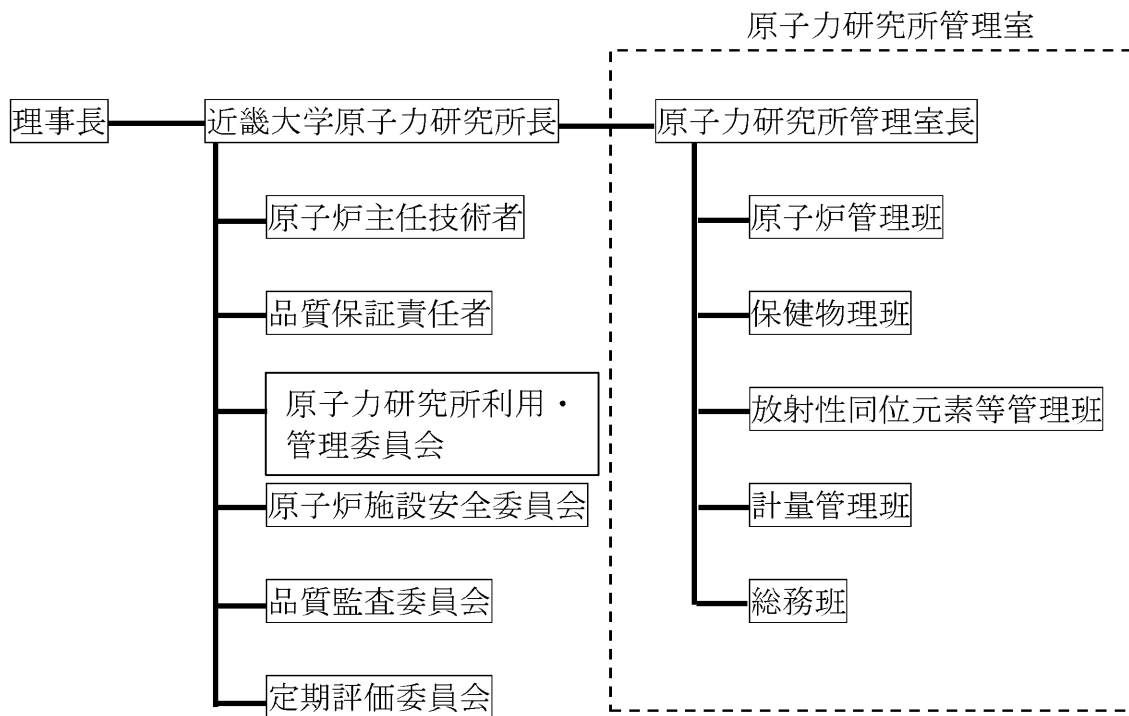 原子力研究所管理室
理事長
近畿大学原子力研究所長
原子力研究所管理室長
原子炉主任技術者
原子炉管理班
品質保証責任者
保健物理班
原子力研究所利用・
管理委員会
放射性同位元素等管理班
原子炉施設安全委員会
計量管理班
品質監査委員会
総務班
定期評価委員会